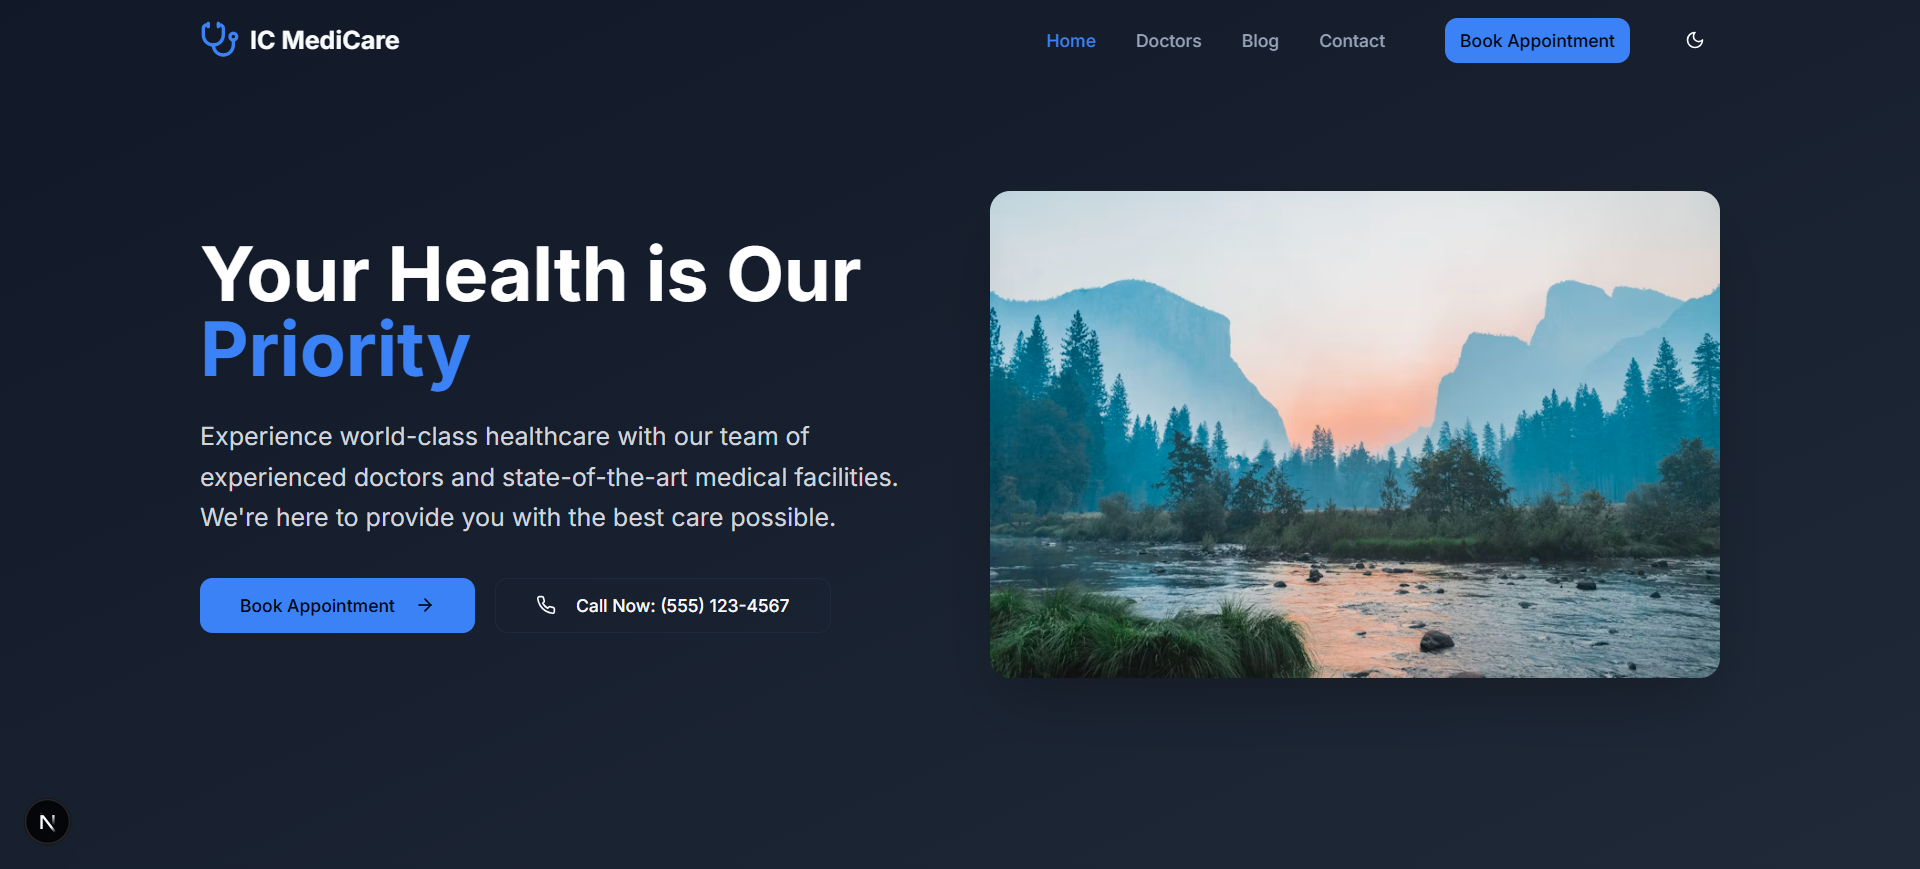 IC MediCare
Home
Doctors
Blog
Contact
Book Appointment
Your Health is Our
Priority
Experience world-class healthcare with our team of
experienced doctors and state-of-the-art medical facilities.
We're here to provide you with the best care possible.
Book Appointment
Call Now: (555) 123-4567
N